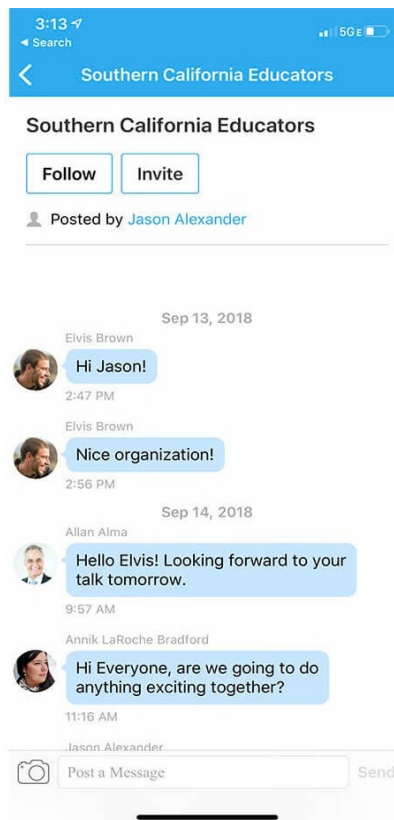 3:13
5GE
◀ Search
Southern California Educators
Southern California Educators
Follow Invite
Posted by Jason Alexander
Sep 13, 2018
Elvis Brown
Hi Jason!
2:47 PM
Elvis Brown
Nice organization!
2:56 PM
Sep 14, 2018
Allan Alma
Hello Elvis! Looking forward to your
talk tomorrow.
9:57 AM
Annik LaRoche Bradford
Hi Everyone, are we going to do
anything exciting together?
11:16 AM
Jason Alexander
Post a Message Send